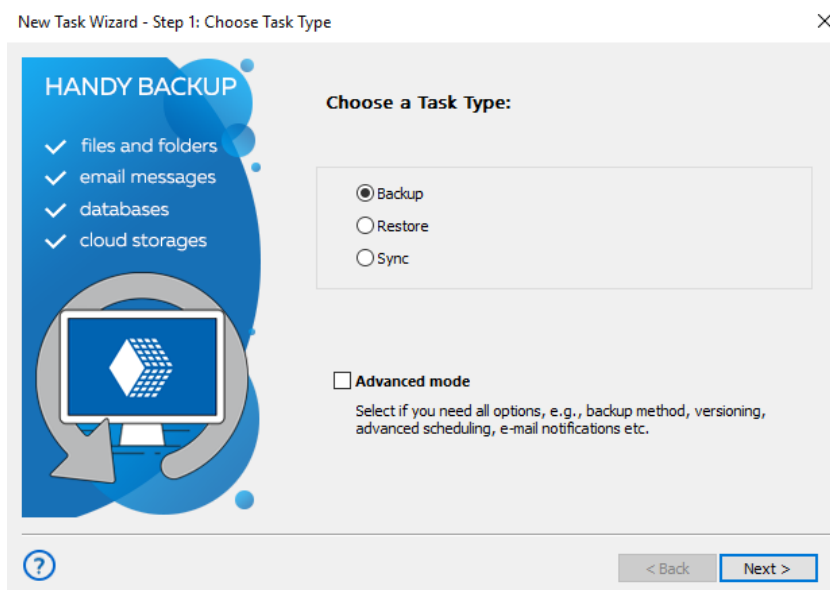 New Task Wizard - Step 1: Choose Task Type
HANDY BACKUP
files and folders
email messages
databases
cloud storages
Choose a Task Type:
Backup
Restore
Sync
Advanced mode
Select if you need all options, e.g., backup method, versioning,
advanced scheduling, e-mail notifications etc.
?
< Back
Next >